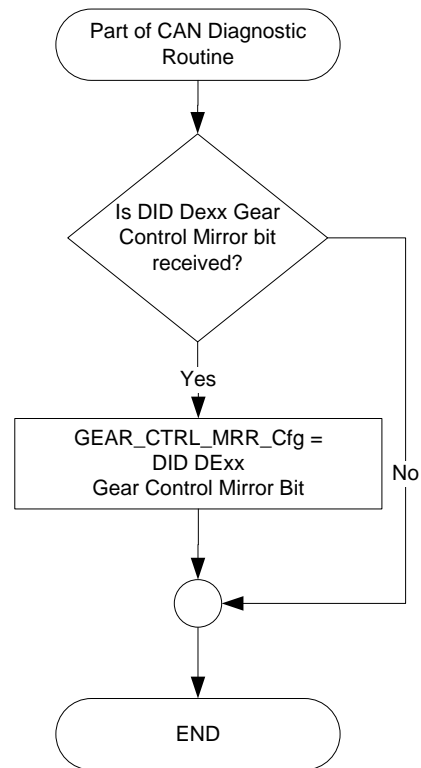 Part of CAN Diagnostic
Routine
Is DID Dexx Gear
Control Mirror bit
received?
Yes
GEAR_CTRL_MRR_Cfg =
DID DExx
Gear Control Mirror Bit
No
END